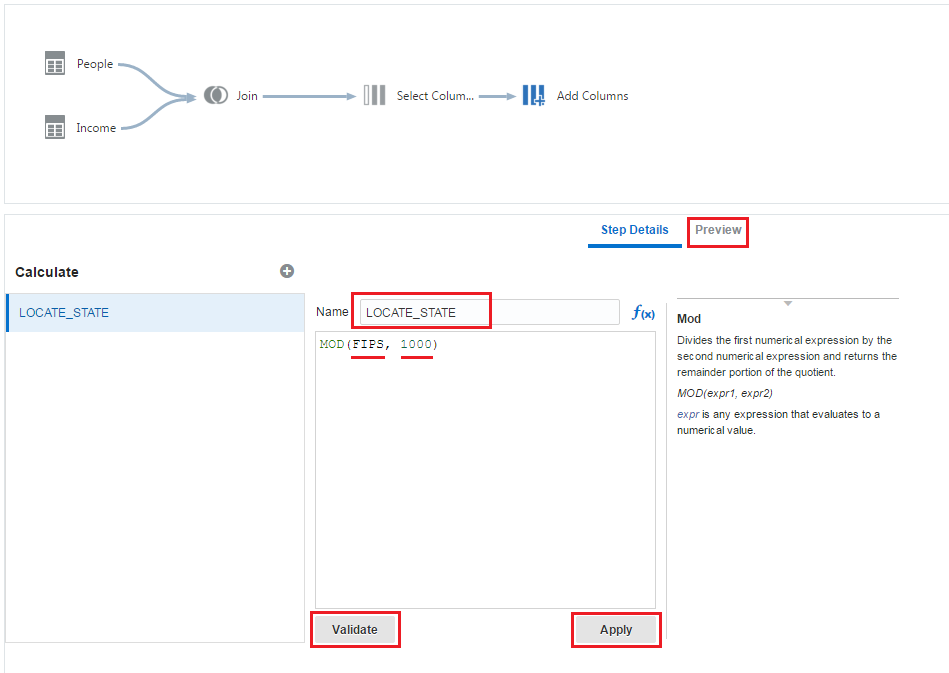 People
Join
Select Colum...
Add Columns
Income
Step Details
Preview
Calculate
LOCATE_STATE
Name
LOCATE_STATE
f(x)
MOD(FIPS, 1000)
Validate
Apply
Mod
Divides the first numerical expression by the
second numerical expression and returns the
remainder portion of the quotient.
MOD(expr1, expr2)
expr is any expression that evaluates to a
numerical value.